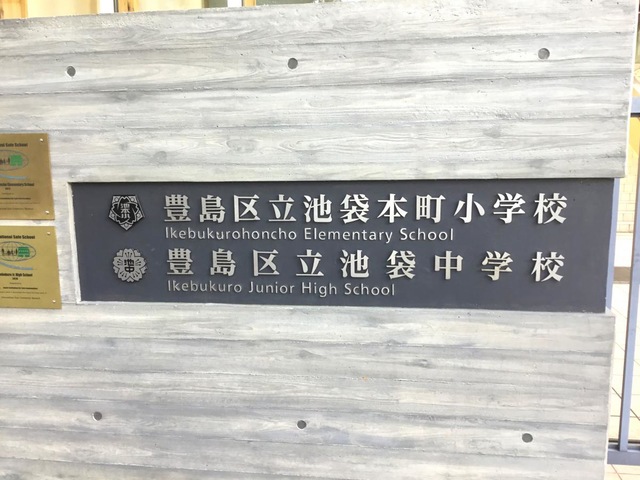 豊島区立池袋本町小学校
Ikebukurohoncho Elementary School
豊島区立池袋中学校
Ikebukuro Junior High School